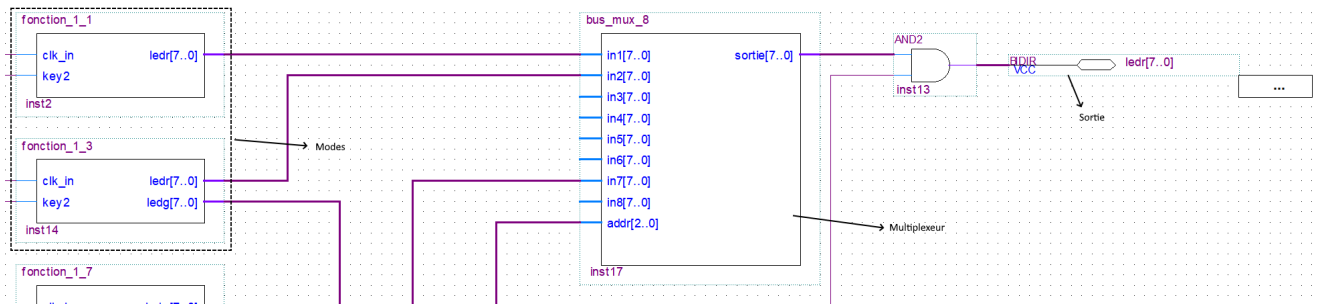 fonction_1_1
clk_in
ledr[7..0]
key2
inst2
Modes
fonction_1_3
clk_in
ledr[7..0]
key2
ledg[7..0]
inst14
fonction_1_7
bus_mux_8
in1[7..0]
sortie[7..0]
in2[7..0]
in3[7..0]
in4[7..0]
in5[7..0]
in6[7..0]
in7[7..0]
in8[7..0]
addr[2..0]
inst17
Multiplexeur
AND2
inst13
BIDIR
VCC
ledr[7..0]
Sortie
...